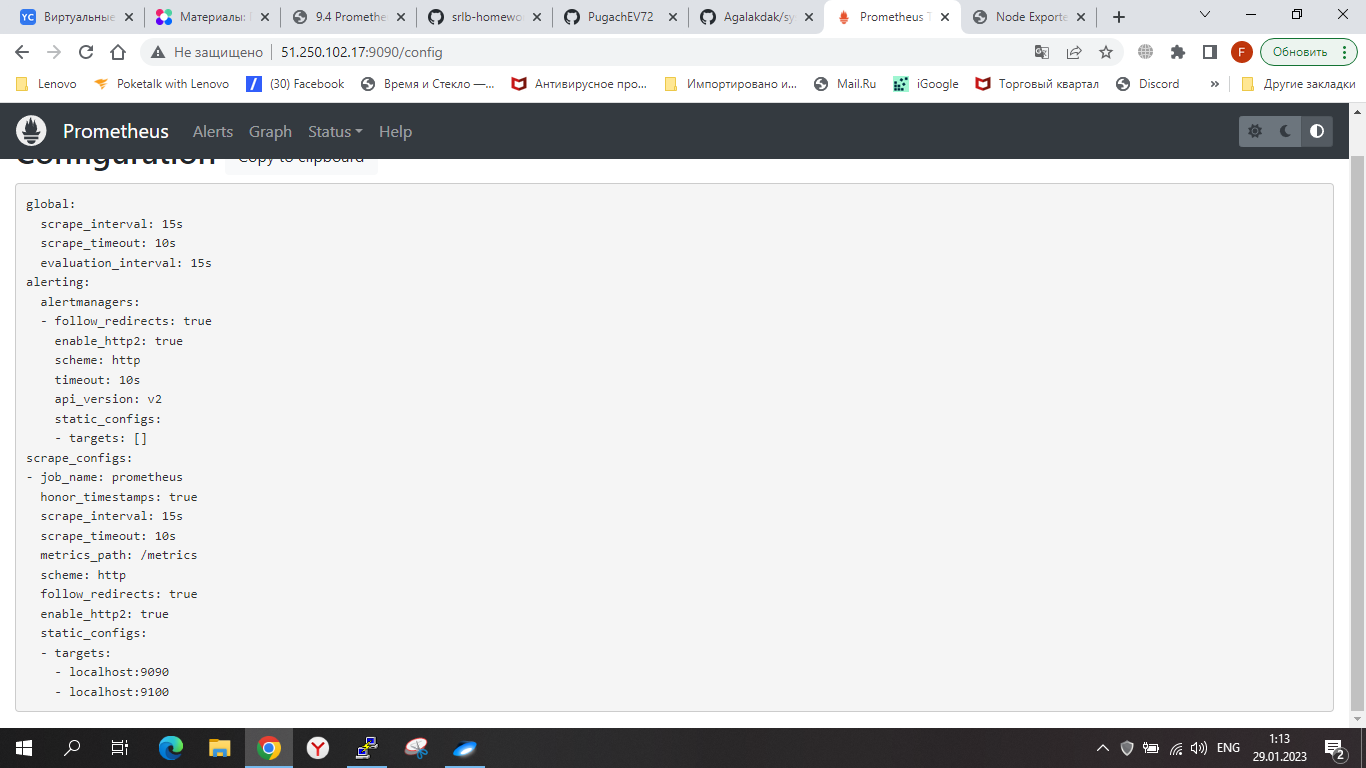 Виртуальные
Материалы:
9.4 Promethe
srlb-homewo
PugachEV72
Agalakdak/sy
Prometheus T
Node Exporte
Не защищено
51.250.102.17:9090/config
F
Обновить
Lenovo
Poketalk with Lenovo
(30) Facebook
Время и Стекло —...
Антивирусное про...
Импортировано и...
Mail.Ru
iGoogle
Торговый квартал
Discord
»
Другие закладки
Prometheus
Alerts
Graph
Status
Help
Configuration
Copy to clipboard
global:
scrape_interval: 15s
scrape_timeout: 10s
evaluation_interval: 15s
alerting:
alertmanagers:
- follow_redirects: true
enable_http2: true
scheme: http
timeout: 10s
api_version: v2
static_configs:
- targets: []
scrape_configs:
- job_name: prometheus
honor_timestamps: true
scrape_interval: 15s
scrape_timeout: 10s
metrics_path: /metrics
scheme: http
follow_redirects: true
enable_http2: true
static_configs:
- targets:
- localhost:9090
- localhost:9100
ENG
1:13
29.01.2023
2